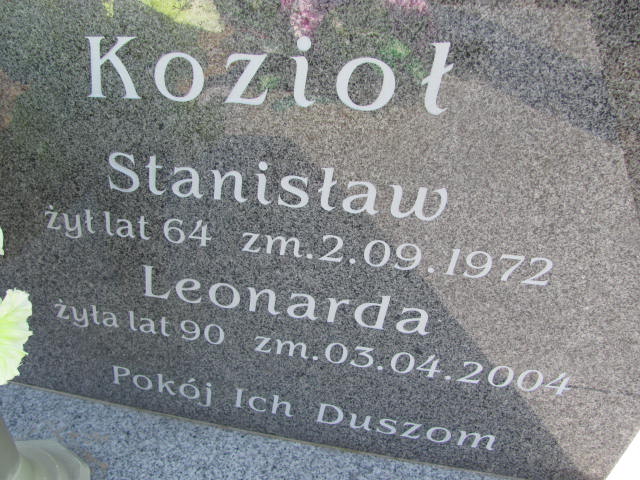 Kozioł
Stanisław
żył lat 64 zm. 2.09.1972
Leonarda
żyła lat 90 zm. 03.04.2004
Pokój Ich Duszom